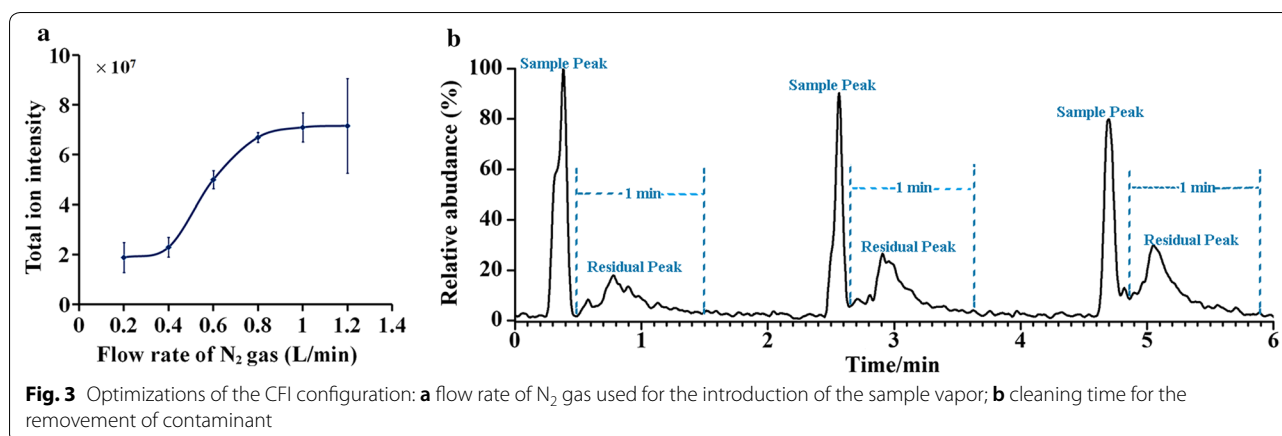 a
10
× 10⁷
8
6
4
2
0
Total ion intensity
0 0.2 0.4 0.6 0.8 1 1.2 1.4
Flow rate of N₂ gas (L/min)
b
100
80
60
40
20
0
Relative abudance (%)
Sample Peak
Sample Peak
Sample Peak
1 min
1 min
1 min
Residual Peak
Residual Peak
Residual Peak
0 1 2 3 4 5 6
Time/min
Fig. 3 Optimizations of the CFI configuration: a flow rate of N₂ gas used for the introduction of the sample vapor; b cleaning time for the
removement of contaminant